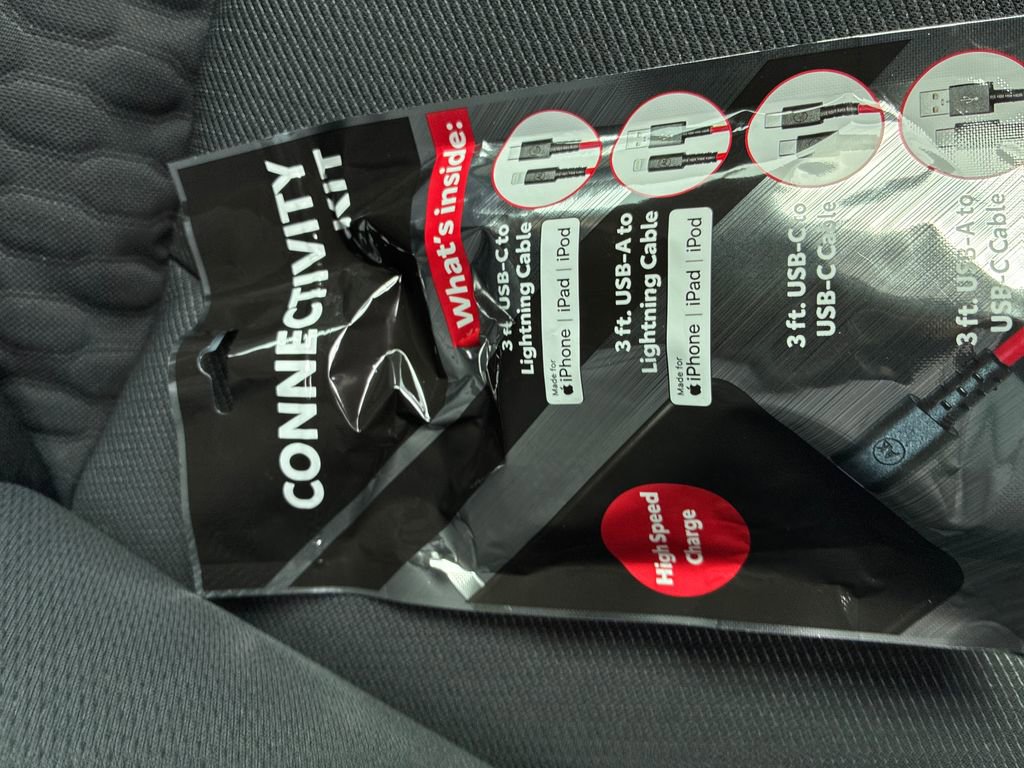 CONNECTIVITY
KIT
What's inside:
3 ft. USB-C to
Lightning Cable
Made for
iPhone | iPad | iPod
3 ft. USB-A to
Lightning Cable
Made for
iPhone | iPad | iPod
3 ft. USB-C to
USB-C Cable
3 ft. USB-A to
USB-C Cable
High Speed
Charge